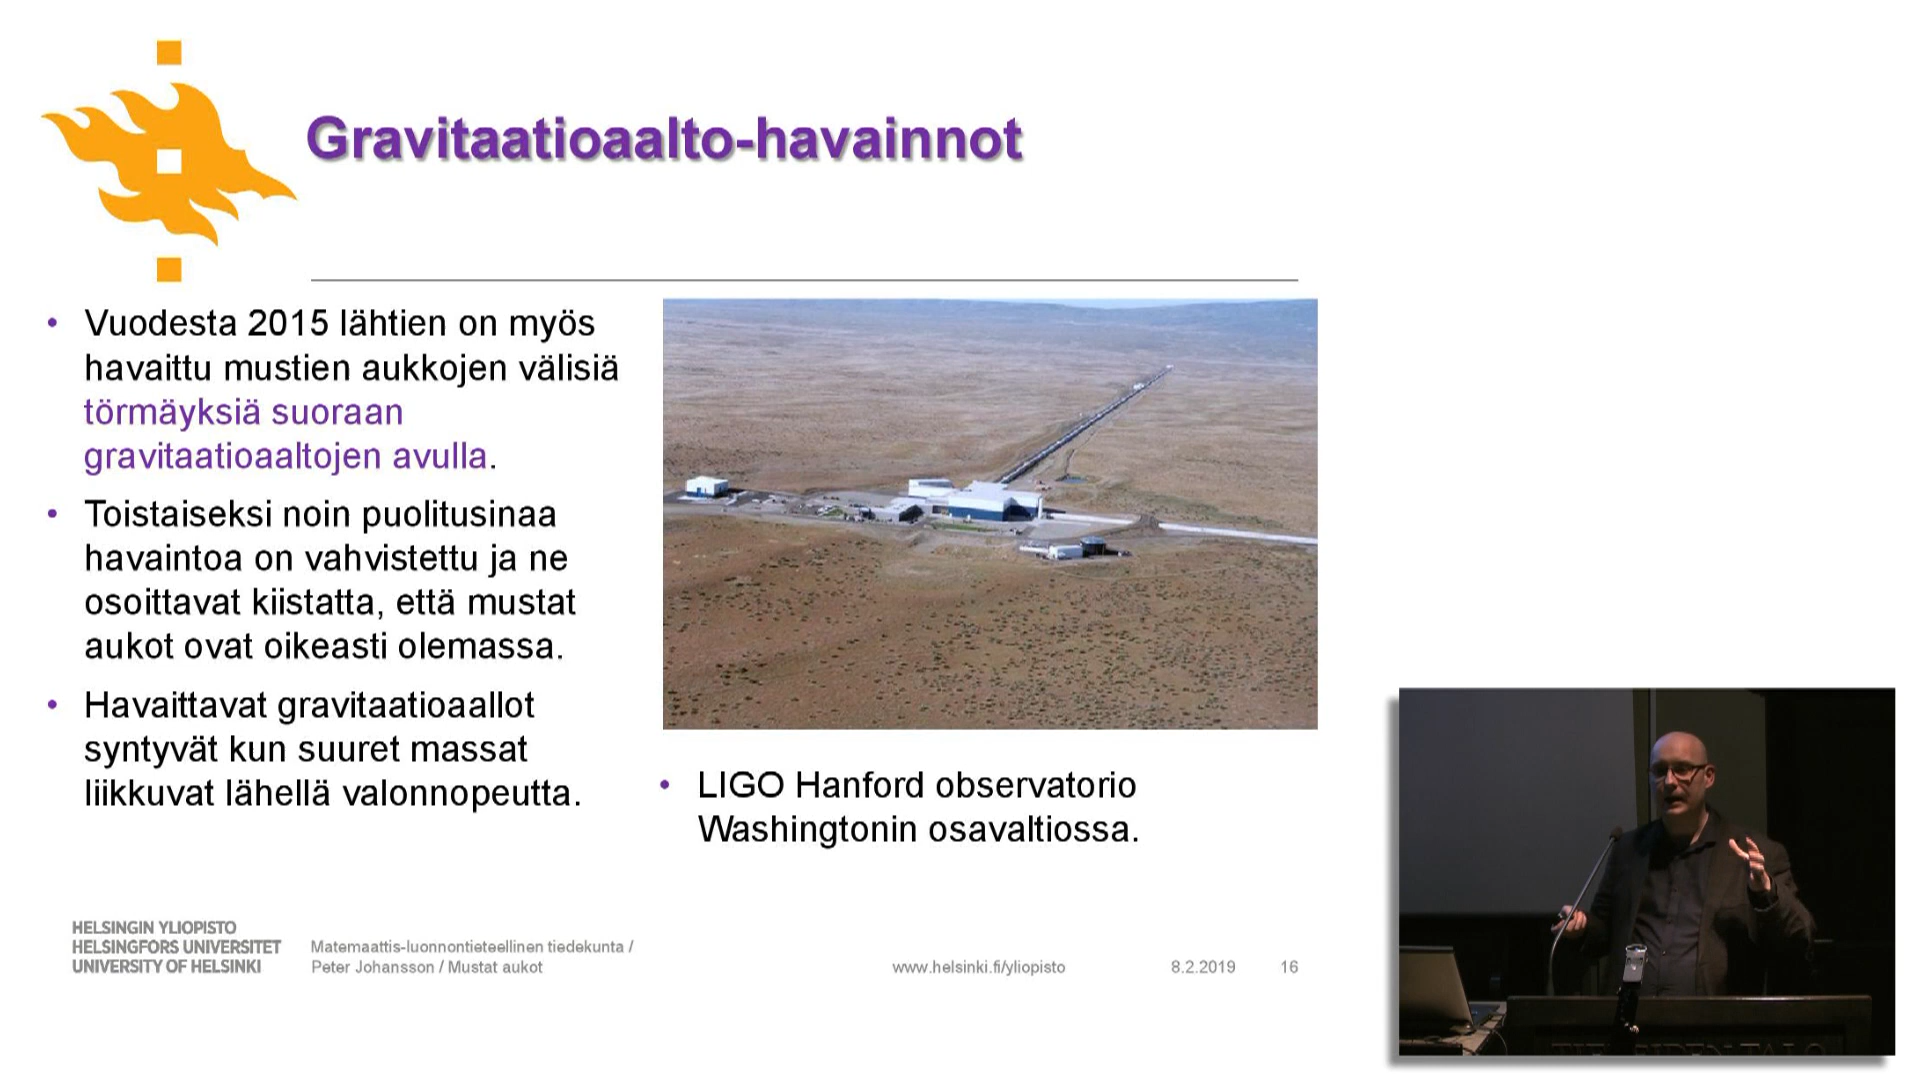 Gravitaatioaalto-havainnot
• Vuodesta 2015 lähtien on myös
havaittu mustien aukkojen välisiä
törmäyksiä suoraan
gravitaatioaaltojen avulla.
• Toistaiseksi noin puolitusinaa
havaintoa on vahvistettu ja ne
osoittavat kiistatta, että mustat
aukot ovat oikeasti olemassa.
• Havaittavat gravitaatioaallot
syntyvät kun suuret massat
liikkuvat lähellä valonnopeutta.
• LIGO Hanford observatorio
Washingtonin osavaltiossa.
HELSINGIN YLIOPISTO
HELSINGFORS UNIVERSITET
UNIVERSITY OF HELSINKI
Matemaattis-luonnontieteellinen tiedekunta /
Peter Johansson / Mustat aukot
www.helsinki.fi/yliopisto
8.2.2019
16